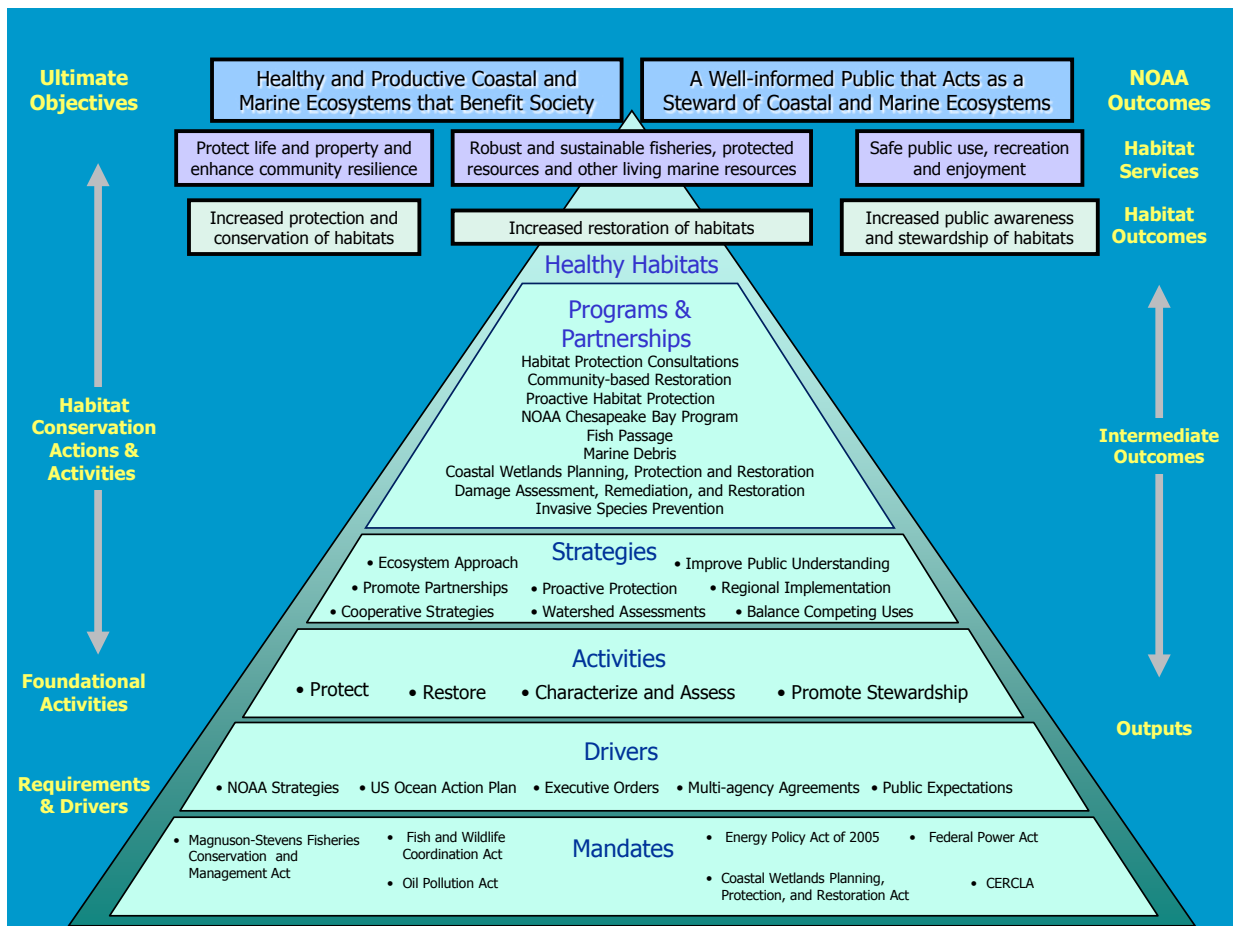 Ultimate
Objectives
Healthy and Productive Coastal and
Marine Ecosystems that Benefit Society
A Well-informed Public that Acts as a
Steward of Coastal and Marine Ecosystems
NOAA
Outcomes
Protect life and property and
enhance community resilience
Robust and sustainable fisheries, protected
resources and other living marine resources
Safe public use, recreation
and enjoyment
Habitat
Services
Increased protection and
conservation of habitats
Increased restoration of habitats
Increased public awareness
and stewardship of habitats
Habitat
Outcomes
Healthy Habitats
Programs &
Partnerships
Habitat Protection Consultations
Community-based Restoration
Proactive Habitat Protection
NOAA Chesapeake Bay Program
Fish Passage
Marine Debris
Coastal Wetlands Planning, Protection and Restoration
Damage Assessment, Remediation, and Restoration
Invasive Species Prevention
Habitat
Conservation
Actions &
Activities
Intermediate
Outcomes
Strategies
• Ecosystem Approach
• Improve Public Understanding
• Promote Partnerships
• Proactive Protection
• Regional Implementation
• Cooperative Strategies
• Watershed Assessments
• Balance Competing Uses
Foundational
Activities
Activities
• Protect
• Restore
• Characterize and Assess
• Promote Stewardship
Outputs
Requirements
& Drivers
Drivers
• NOAA Strategies
• US Ocean Action Plan
• Executive Orders
• Multi-agency Agreements
• Public Expectations
Mandates
• Magnuson-Stevens Fisheries
Conservation and
Management Act
• Fish and Wildlife
Coordination Act
• Oil Pollution Act
• Energy Policy Act of 2005
• Federal Power Act
• Coastal Wetlands Planning,
Protection, and Restoration Act
• CERCLA